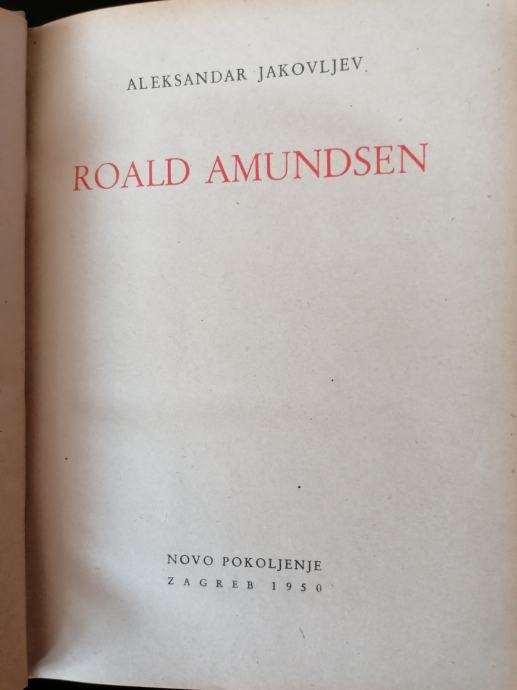 ALEKSANDAR JAKOVLJEV
ROALD AMUNDSEN
NOVO POKOLJENJE
ZAGREB 1950